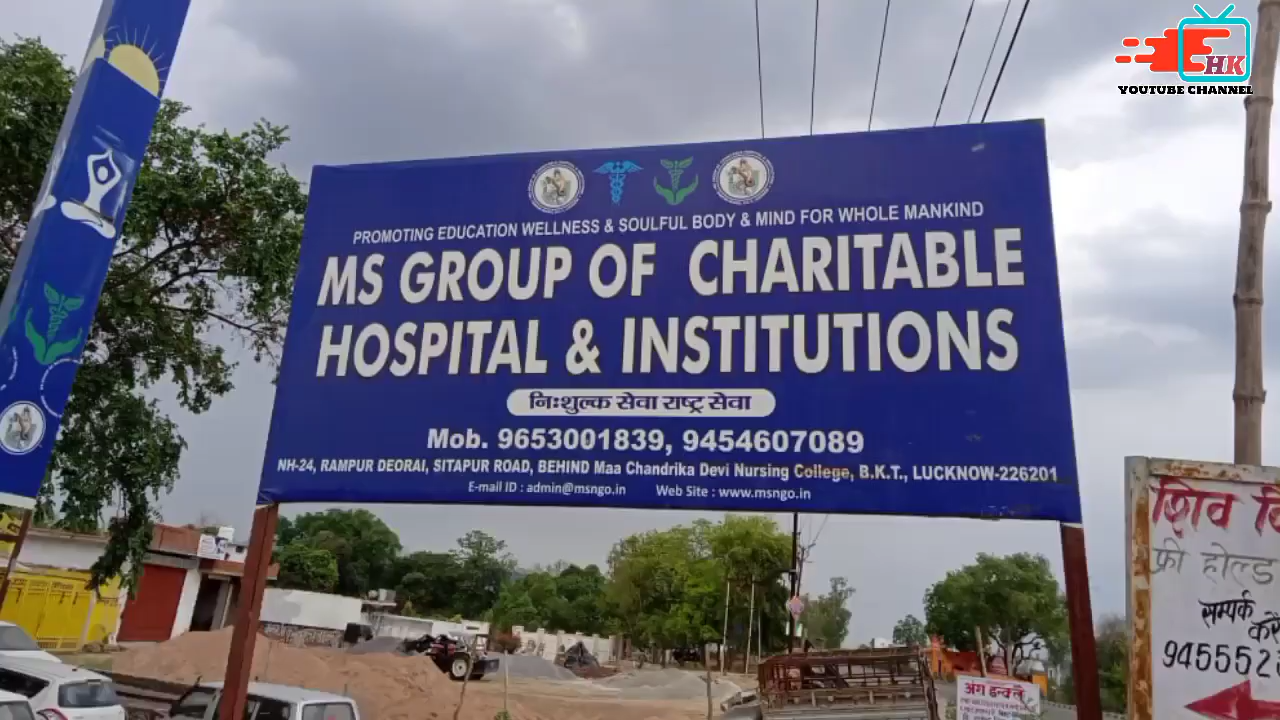 HK
YOUTUBE CHANNEL
PROMOTING EDUCATION WELLNESS & SOULFUL BODY & MIND FOR WHOLE MANKIND
MS GROUP OF CHARITABLE
HOSPITAL & INSTITUTIONS
निःशुल्क सेवा राष्ट्र सेवा
Mob. 9653001839, 9454607089
NH-24, RAMPUR DEORAI, SITAPUR ROAD, BEHIND Maa Chandrika Devi Nursing College, B.K.T., LUCKNOW-226201
E-mail ID : admin@msngo.in Web Site : www.msngo.in
शिव
फ्री होल्ड
सम्पर्क
945552